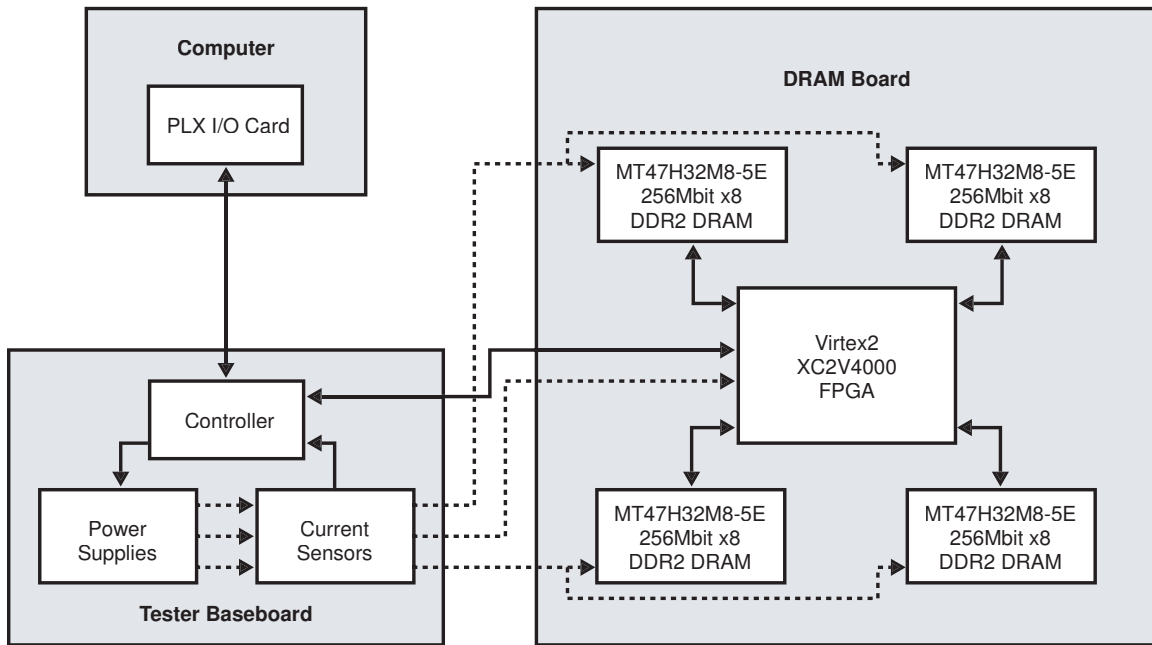 Computer
PLX I/O Card
DRAM Board
MT47H32M8-5E
256Mbit x8
DDR2 DRAM
MT47H32M8-5E
256Mbit x8
DDR2 DRAM
Virtex2
XC2V4000
FPGA
Controller
Power
Supplies
Current
Sensors
Tester Baseboard
MT47H32M8-5E
256Mbit x8
DDR2 DRAM
MT47H32M8-5E
256Mbit x8
DDR2 DRAM